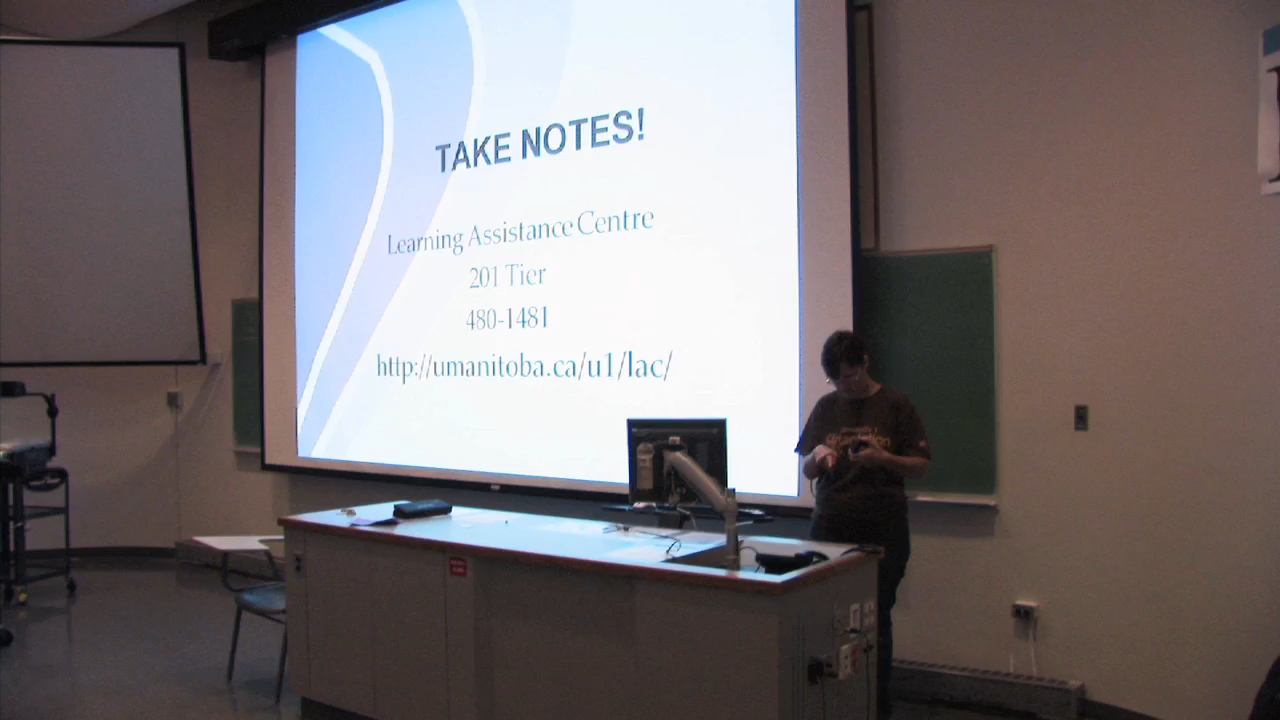 TAKE NOTES!
Learning Assistance Centre
201 Tier
480-1481
http://umanitoba.ca/u1/lac/